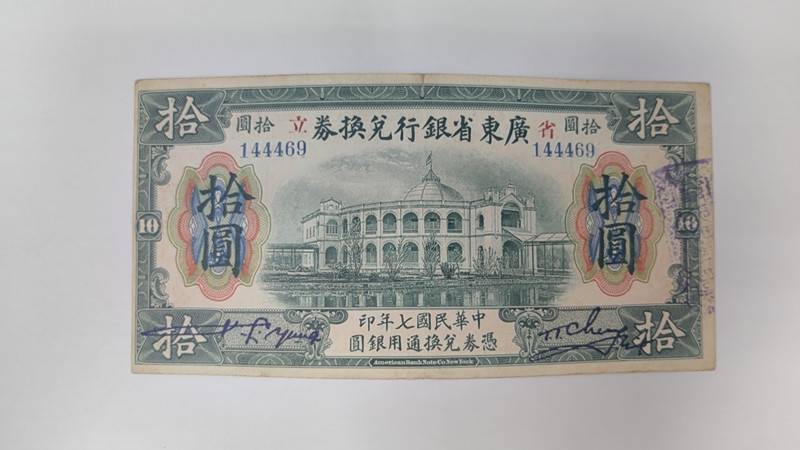 拾
拾
拾圓 省 廣東省銀行兌換券 立 拾圓
144469
144469
拾圓
拾圓
10
10
中華民國七年印
憑券兌換通用銀圓
拾
拾
American Bank Note Co. New York